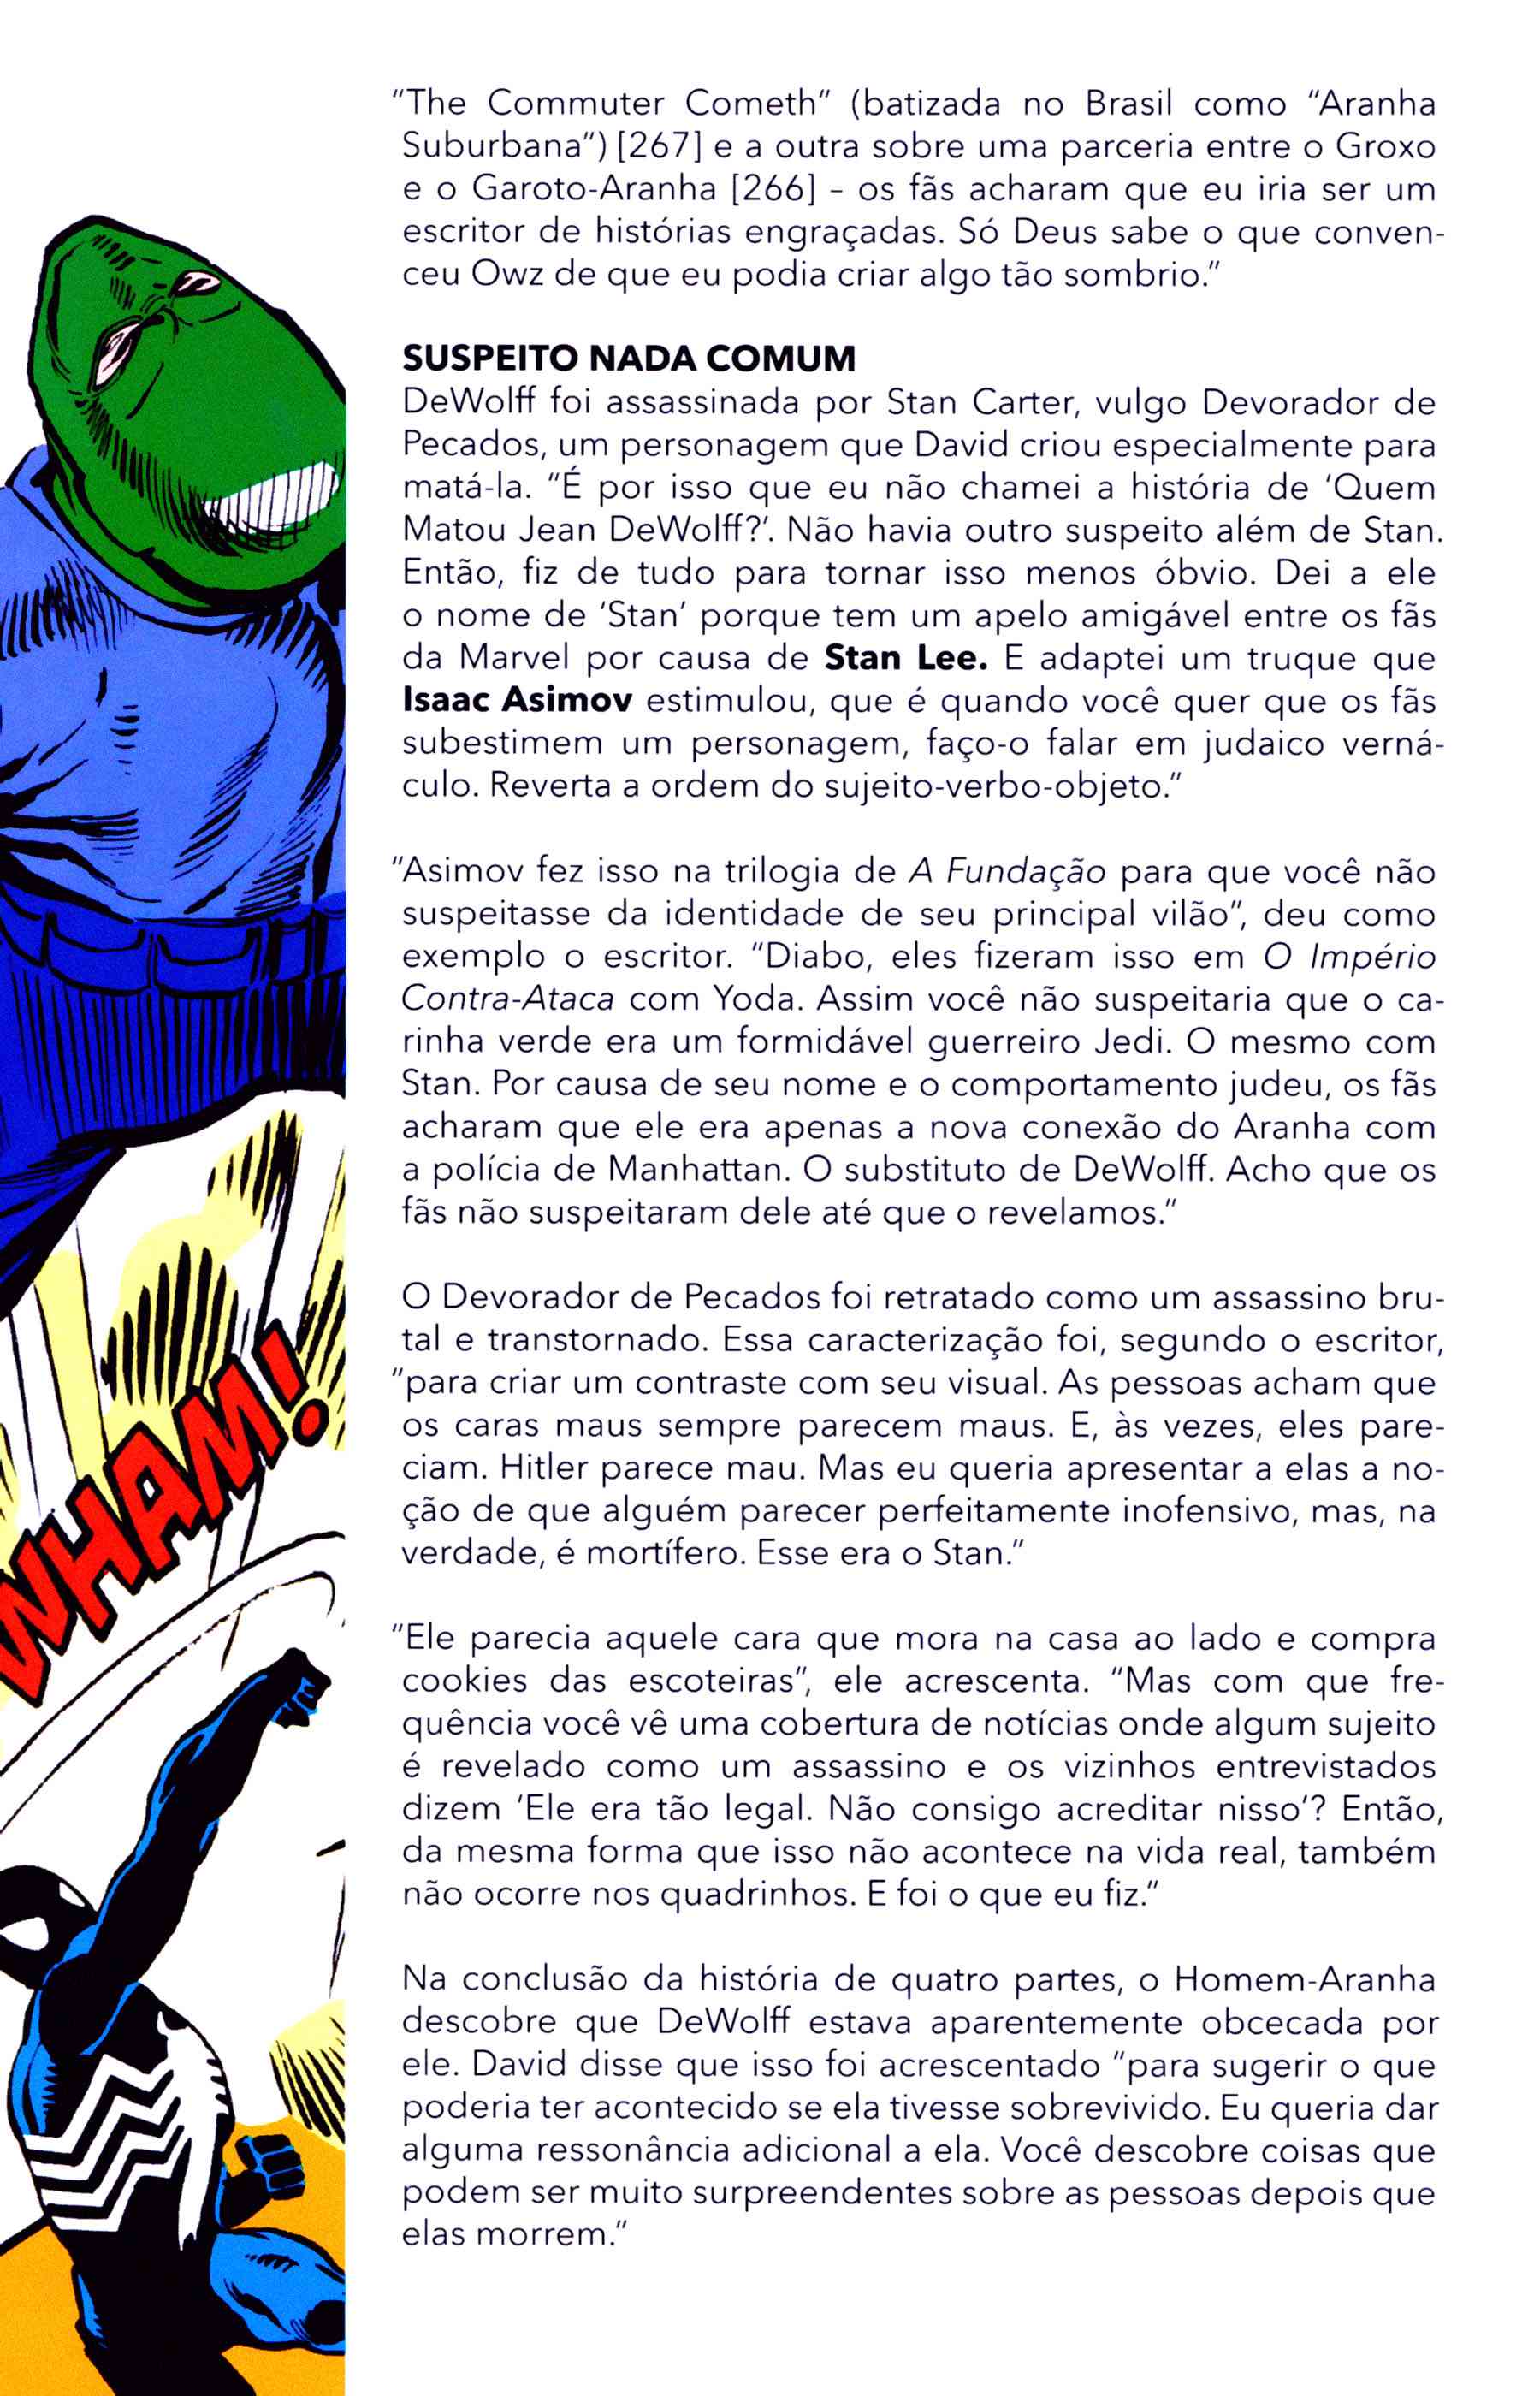 “The Commuter Cometh” (batizada no Brasil como “Aranha
Suburbana”) [267] e a outra sobre uma parceria entre o Groxo
e o Garoto-Aranha [266] – os fãs acharam que eu iria ser um
escritor de histórias engraçadas. Só Deus sabe o que conven-
ceu Owz de que eu podia criar algo tão sombrio.”
SUSPEITO NADA COMUM
DeWolff foi assassinada por Stan Carter, vulgo Devorador de
Pecados, um personagem que David criou especialmente para
matá-la. “É por isso que eu não chamei a história de ‘Quem
Matou Jean DeWolff?’. Não havia outro suspeito além de Stan.
Então, fiz de tudo para tornar isso menos óbvio. Dei a ele
o nome de ‘Stan’ porque tem um apelo amigável entre os fãs
da Marvel por causa de Stan Lee. E adaptei um truque que
Isaac Asimov estimulou, que é quando você quer que os fãs
subestimem um personagem, faço-o falar em judaico verná-
culo. Reverta a ordem do sujeito-verbo-objeto.”
“Asimov fez isso na trilogia de A Fundação para que você não
suspeitasse da identidade de seu principal vilão”, deu como
exemplo o escritor. “Diabo, eles fizeram isso em O Império
Contra-Ataca com Yoda. Assim você não suspeitaria que o ca-
rinha verde era um formidável guerreiro Jedi. O mesmo com
Stan. Por causa de seu nome e o comportamento judeu, os fãs
acharam que ele era apenas a nova conexão do Aranha com
a polícia de Manhattan. O substituto de DeWolff. Acho que os
fãs não suspeitaram dele até que o revelamos.”
O Devorador de Pecados foi retratado como um assassino bru-
tal e transtornado. Essa caracterização foi, segundo o escritor,
“para criar um contraste com seu visual. As pessoas acham que
os caras maus sempre parecem maus. E, às vezes, eles pare-
ciam. Hitler parece mau. Mas eu queria apresentar a elas a no-
ção de que alguém parecer perfeitamente inofensivo, mas, na
verdade, é mortífero. Esse era o Stan.”
WHAM!
“Ele parecia aquele cara que mora na casa ao lado e compra
cookies das escoteiras”, ele acrescenta. “Mas com que fre-
quência você vê uma cobertura de notícias onde algum sujeito
é revelado como um assassino e os vizinhos entrevistados
dizem ‘Ele era tão legal. Não consigo acreditar nisso’? Então,
da mesma forma que isso não acontece na vida real, também
não ocorre nos quadrinhos. E foi o que eu fiz.”
Na conclusão da história de quatro partes, o Homem-Aranha
descobre que DeWolff estava aparentemente obcecada por
ele. David disse que isso foi acrescentado “para sugerir o que
poderia ter acontecido se ela tivesse sobrevivido. Eu queria dar
alguma ressonância adicional a ela. Você descobre coisas que
podem ser muito surpreendentes sobre as pessoas depois que
elas morrem.”